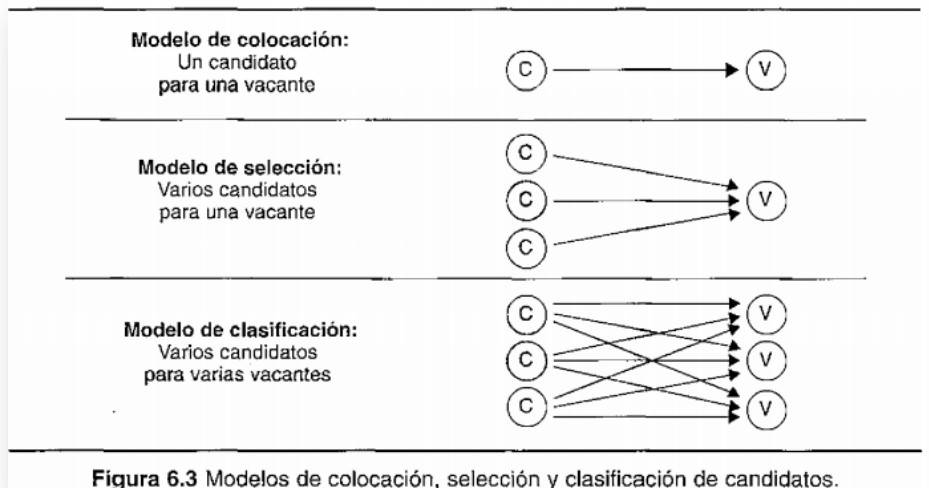 Modelo de colocación:
Un candidato
para una vacante
C
V
Modelo de selección:
Varios candidatos
para una vacante
C
C
C
V
Modelo de clasificación:
Varios candidatos
para varias vacantes
C
C
C
V
V
V
Figura 6.3 Modelos de colocación, selección y clasificación de candidatos.